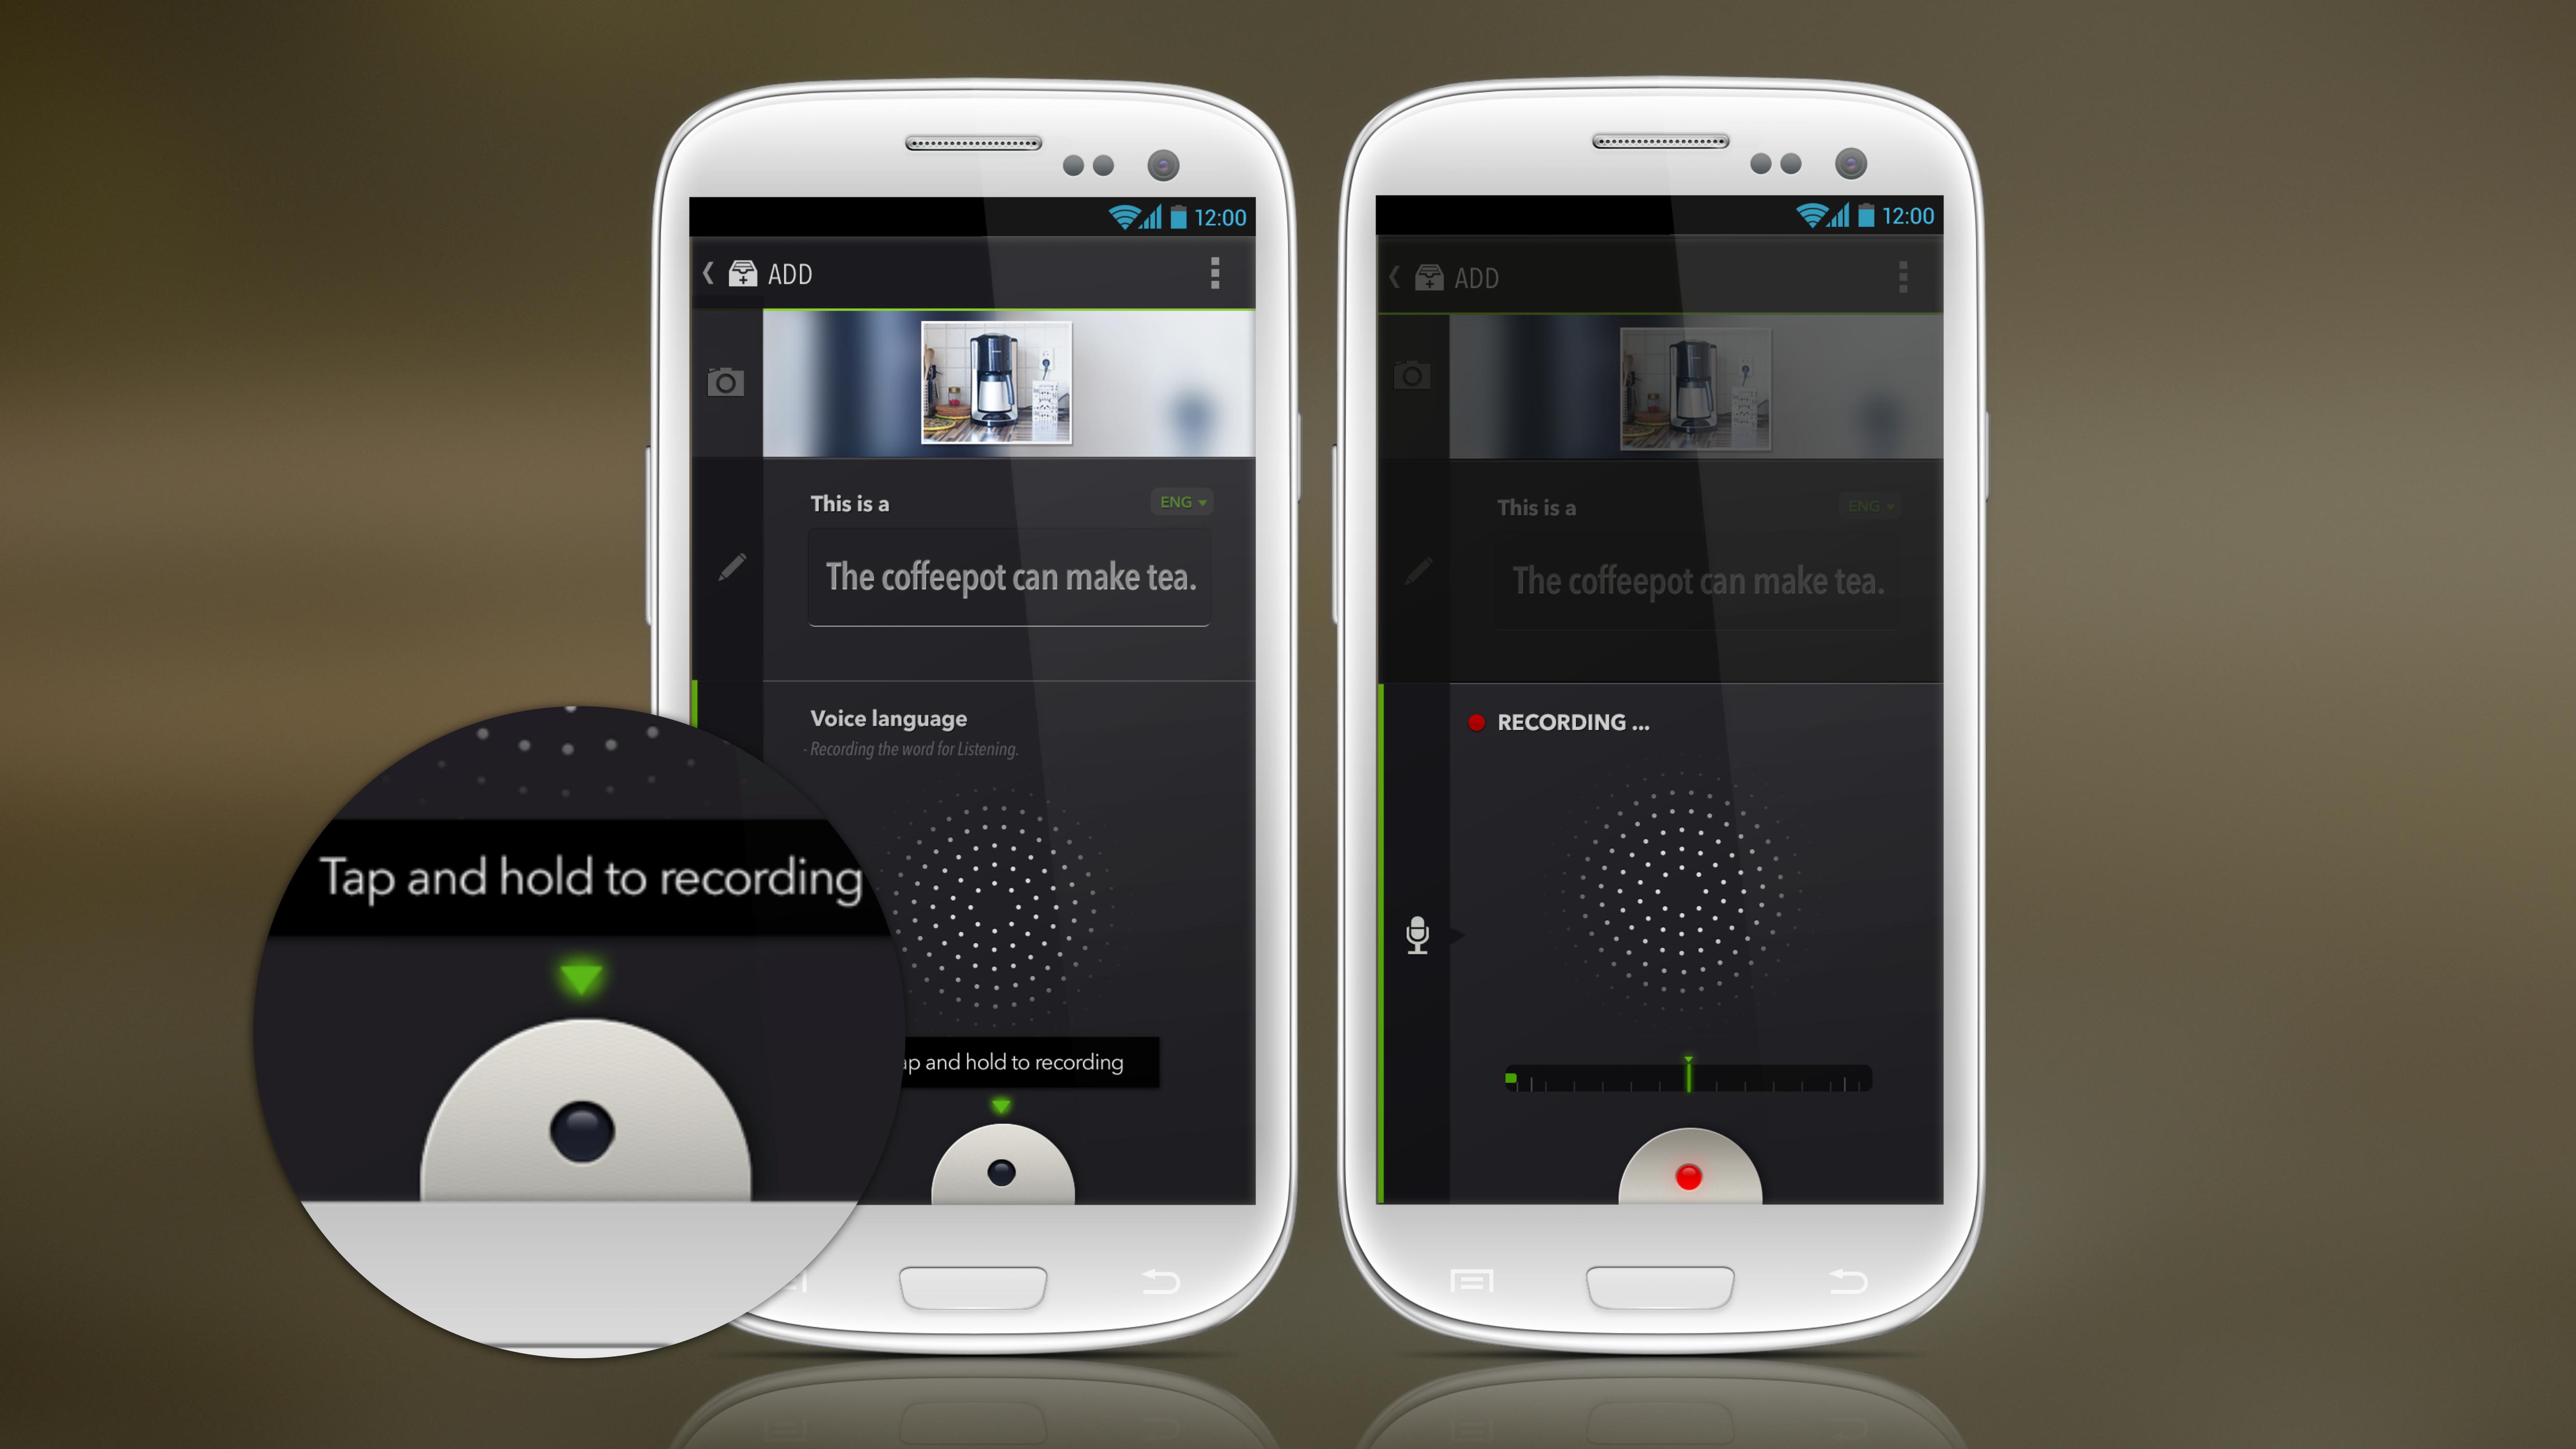 12:00
ADD
This is a
ENG
The coffeepot can make tea.
Voice language
- Recording the word for Listening.
Tap and hold to recording
ap and hold to recording
12:00
ADD
This is a
ENG
The coffeepot can make tea.
RECORDING ...